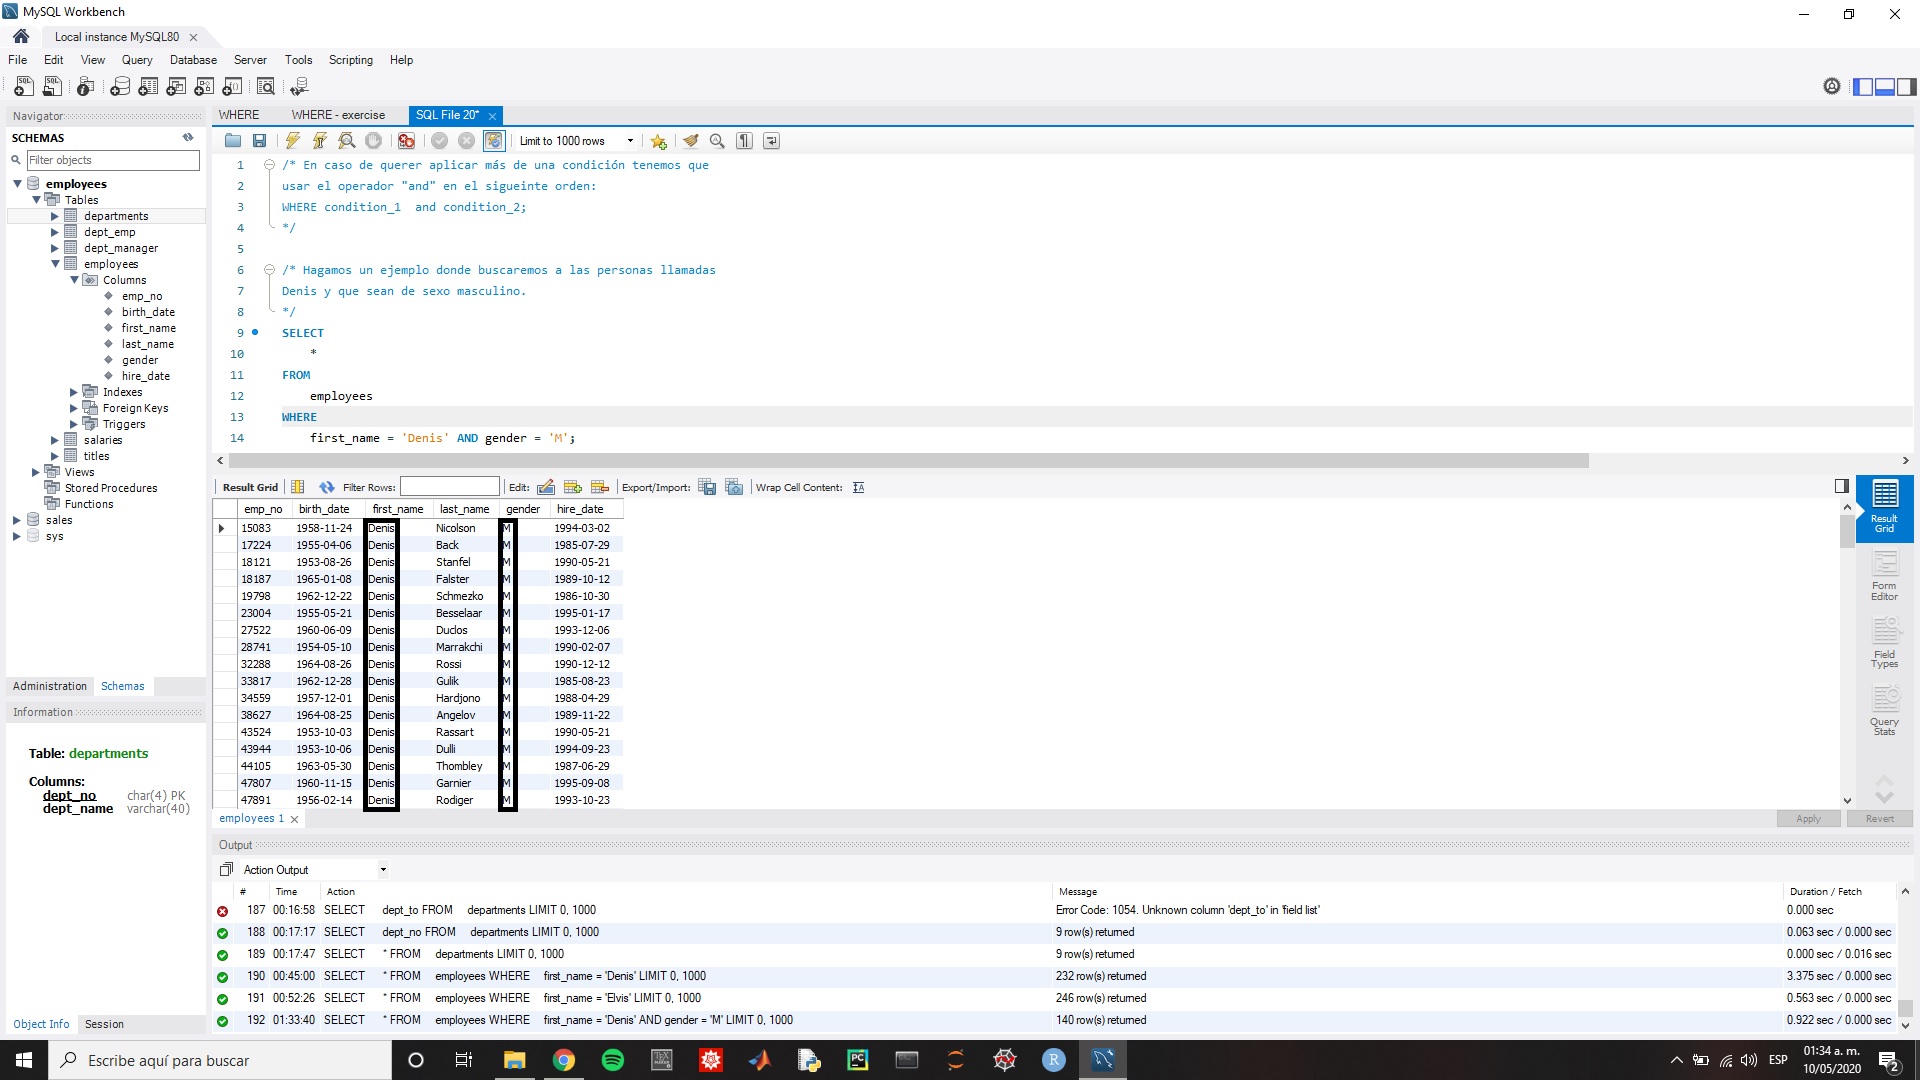 MySQL Workbench
Local instance MySQL80
File Edit View Query Database Server Tools Scripting Help
Navigator
SCHEMAS
Filter objects
employees
Tables
departments
dept_emp
dept_manager
employees
Columns
emp_no
birth_date
first_name
last_name
gender
hire_date
Indexes
Foreign Keys
Triggers
salaries
titles
Views
Stored Procedures
Functions
sales
sys
Administration Schemas
Information
Table: departments
Columns:
dept_no char(4) PK
dept_name varchar(40)
Object Info Session
WHERE WHERE - exercise SQL File 20*
Limit to 1000 rows
1 /* En caso de querer aplicar más de una condición tenemos que
2 usar el operador "and" en el sigueinte orden:
3 WHERE condition_1 and condition_2;
4 */
5
6 /* Hagamos un ejemplo donde buscaremos a las personas llamadas
7 Denis y que sean de sexo masculino.
8 */
9 SELECT
10 *
11 FROM
12 employees
13 WHERE
14 first_name = 'Denis' AND gender = 'M';
Result Grid Filter Rows: Edit: Export/Import: Wrap Cell Content:
emp_no birth_date first_name last_name gender hire_date
15083 1958-11-24 Denis Nicolson M 1994-03-02
17224 1955-04-06 Denis Back M 1985-07-29
18121 1953-08-26 Denis Stanfel M 1990-05-21
18187 1965-01-08 Denis Falster M 1989-10-12
19798 1962-12-22 Denis Schmezko M 1986-10-30
23004 1955-05-21 Denis Besselaar M 1995-01-17
27522 1960-06-09 Denis Duclos M 1993-12-06
28741 1954-05-10 Denis Marrakchi M 1990-02-07
32288 1964-08-26 Denis Rossi M 1990-12-12
33817 1962-12-28 Denis Gulik M 1985-08-23
34559 1957-12-01 Denis Hardjono M 1988-04-29
38627 1964-08-25 Denis Angelov M 1989-11-22
43524 1953-10-03 Denis Rassart M 1990-05-21
43944 1953-10-06 Denis Dulli M 1994-09-23
44105 1963-05-30 Denis Thombley M 1987-06-29
47807 1960-11-15 Denis Garnier M 1995-09-08
47891 1956-02-14 Denis Rodiger M 1993-10-23
Result
Grid
Form
Editor
Field
Types
Query
Stats
employees 1
Apply Revert
Output
Action Output
# Time Action Message Duration / Fetch
187 00:16:58 SELECT dept_to FROM departments LIMIT 0, 1000 Error Code: 1054. Unknown column 'dept_to' in 'field list' 0.000 sec
188 00:17:17 SELECT dept_no FROM departments LIMIT 0, 1000 9 row(s) returned 0.063 sec / 0.000 sec
189 00:17:47 SELECT * FROM departments LIMIT 0, 1000 9 row(s) returned 0.000 sec / 0.016 sec
190 00:45:00 SELECT * FROM employees WHERE first_name = 'Denis' LIMIT 0, 1000 232 row(s) returned 3.375 sec / 0.000 sec
191 00:52:26 SELECT * FROM employees WHERE first_name = 'Elvis' LIMIT 0, 1000 246 row(s) returned 0.563 sec / 0.000 sec
192 01:33:40 SELECT * FROM employees WHERE first_name = 'Denis' AND gender = 'M' LIMIT 0, 1000 140 row(s) returned 0.922 sec / 0.000 sec
Escribe aquí para buscar
ESP
01:34 a. m.
10/05/2020
2